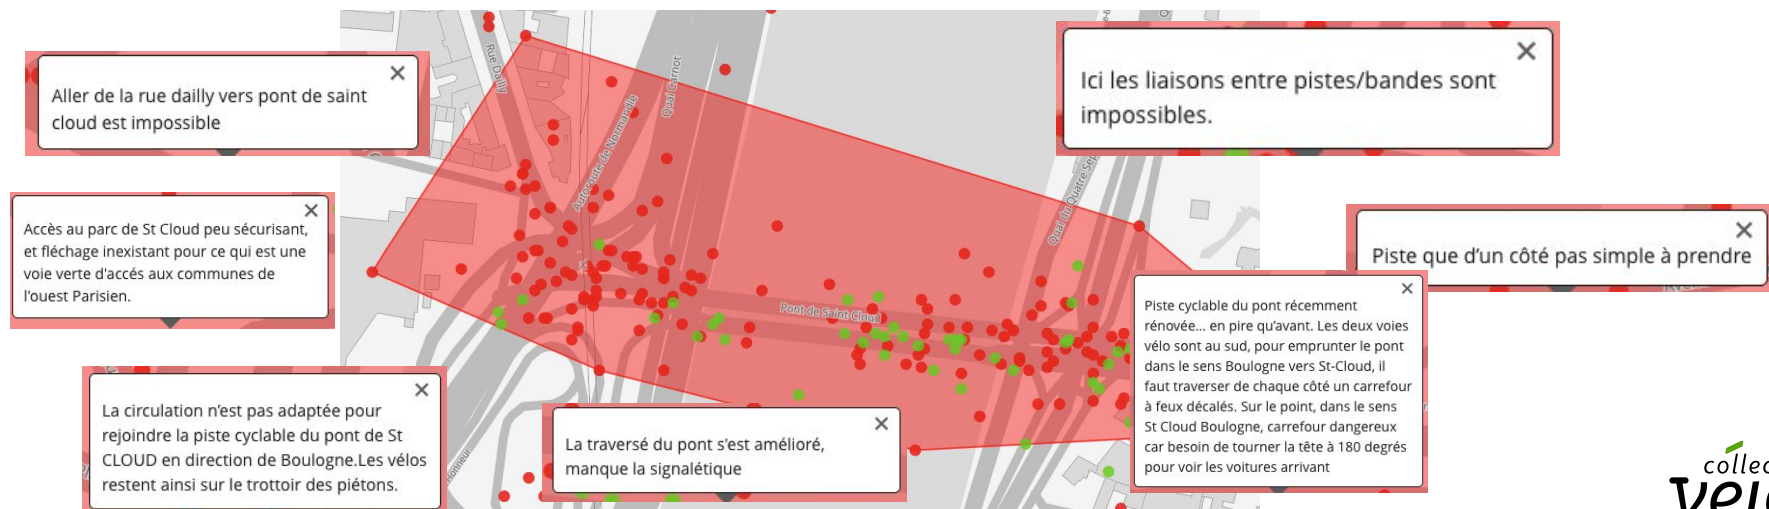 Aller de la rue dailly vers pont de saint
cloud est impossible
Rue Dailly
Quai Carnot
Autoroute de Normandie
Ici les liaisons entre pistes/bandes sont
impossibles.
Accès au parc de St Cloud peu sécurisant,
et fléchage inexistant pour ce qui est une
voie verte d'accés aux communes de
l'ouest Parisien.
Quai du Quatre Sep
Piste que d'un côté pas simple à prendre
Pont de Saint Cloud
Piste cyclable du pont récemment
rénovée... en pire qu'avant. Les deux voies
vélo sont au sud, pour emprunter le pont
dans le sens Boulogne vers St-Cloud, il
faut traverser de chaque côté un carrefour
à feux décalés. Sur le point, dans le sens
St Cloud Boulogne, carrefour dangereux
car besoin de tourner la tête à 180 degrés
pour voir les voitures arrivant
La circulation n'est pas adaptée pour
rejoindre la piste cyclable du pont de St
CLOUD en direction de Boulogne.Les vélos
restent ainsi sur le trottoir des piétons.
La traversé du pont s'est amélioré,
manque la signalétique
Honneur
collec
vélo